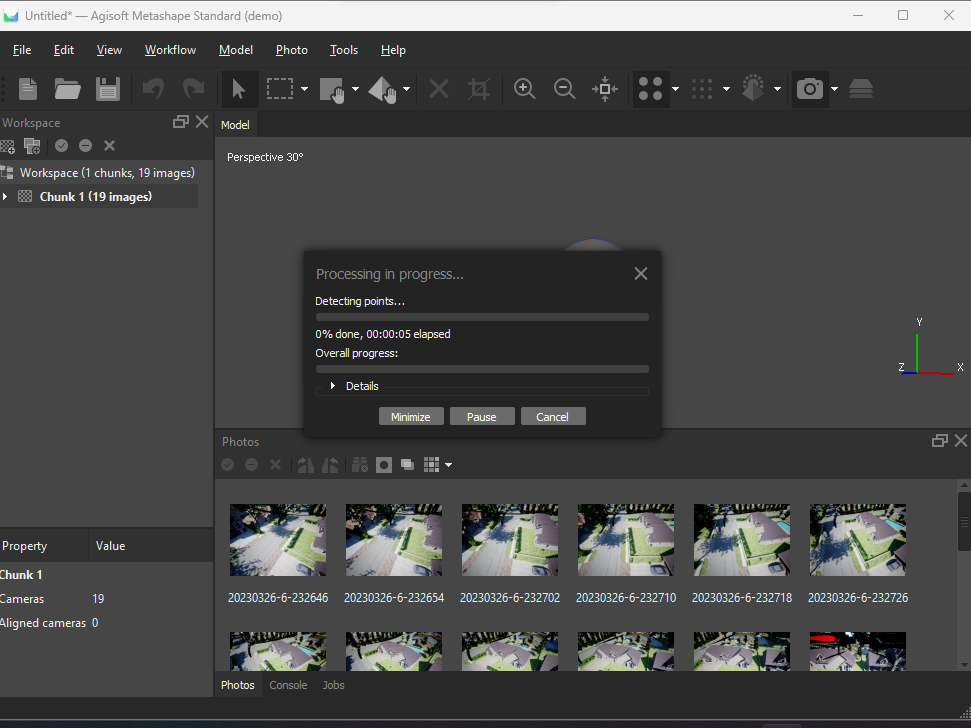 Untitled* — Agisoft Metashape Standard (demo)
File Edit View Workflow Model Photo Tools Help
Workspace
Model
Perspective 30°
Workspace (1 chunks, 19 images)
Chunk 1 (19 images)
Processing in progress...
Detecting points...
0% done, 00:00:05 elapsed
Overall progress:
Details
Minimize Pause Cancel
Y
Z X
Photos
Property Value
Chunk 1
Cameras 19
Aligned cameras 0
20230326-6-232646 20230326-6-232654 20230326-6-232702 20230326-6-232710 20230326-6-232718 20230326-6-232726
Photos Console Jobs